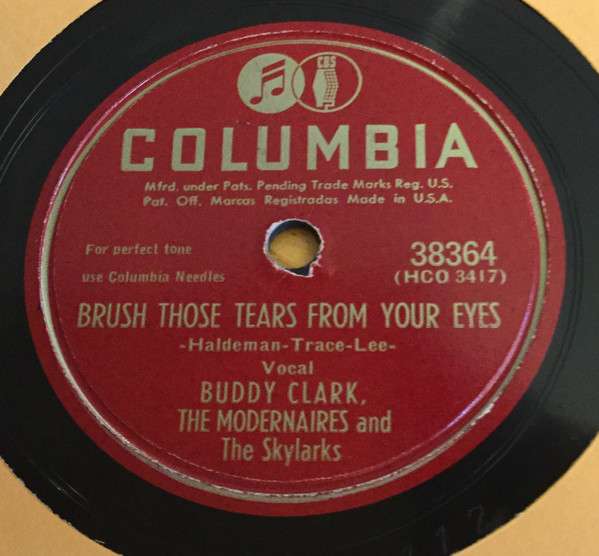 CBS
COLUMBIA
Mfrd. under Pats. Pending Trade Marks Reg. U.S.
Pat. Off. Marcas Registradas Made in U.S.A.
For perfect tone
use Columbia Needles
38364
(HCO 3417)
BRUSH THOSE TEARS FROM YOUR EYES
-Haldeman-Trace-Lee-
Vocal
BUDDY CLARK,
THE MODERNAIRES and
The Skylarks